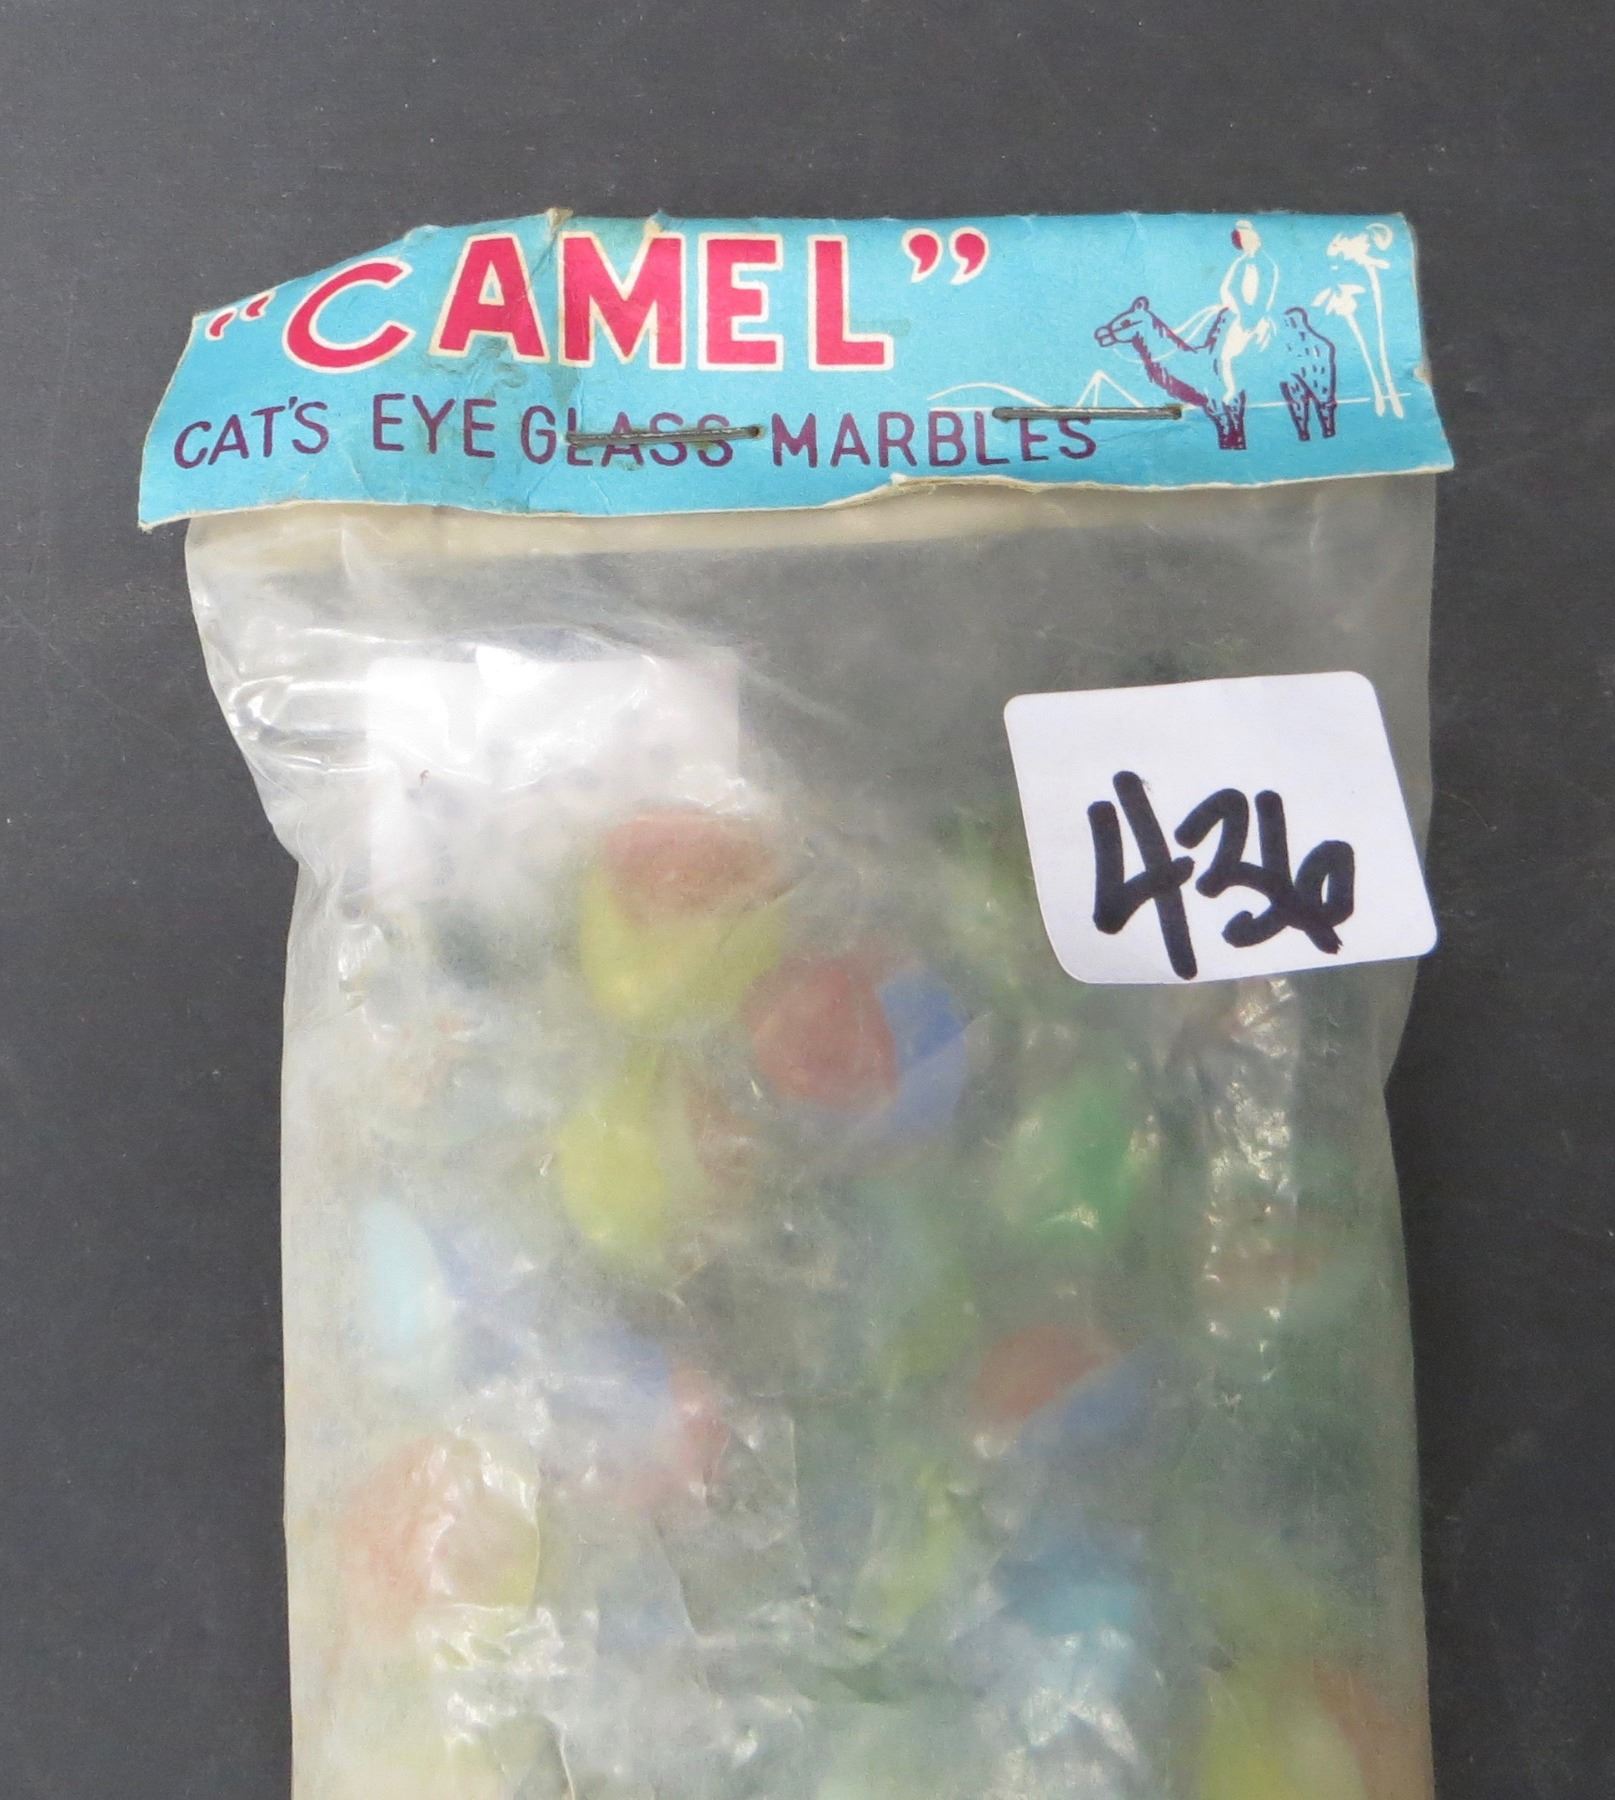 "CAMEL"
CAT'S EYE GLASS MARBLES
436